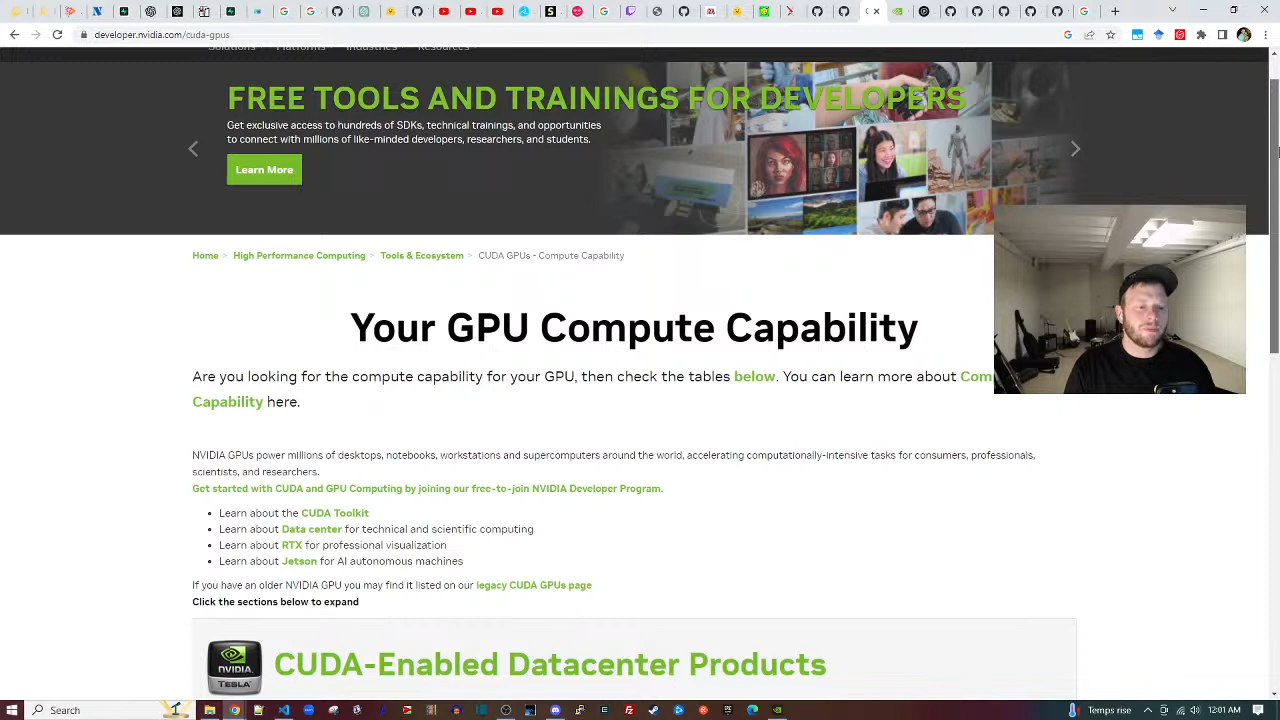 developer.nvidia.com/cuda-gpus
Solutions Platforms Industries Resources
FREE TOOLS AND TRAININGS FOR DEVELOPERS
Get exclusive access to hundreds of SDKs, technical trainings, and opportunities
to connect with millions of like-minded developers, researchers, and students.
Learn More
Home > High Performance Computing > Tools & Ecosystem > CUDA GPUs - Compute Capability
Your GPU Compute Capability
Are you looking for the compute capability for your GPU, then check the tables below. You can learn more about Com
Capability here.
NVIDIA GPUs power millions of desktops, notebooks, workstations and supercomputers around the world, accelerating computationally-intensive tasks for consumers, professionals,
scientists, and researchers.
Get started with CUDA and GPU Computing by joining our free-to-join NVIDIA Developer Program.
• Learn about the CUDA Toolkit
• Learn about Data center for technical and scientific computing
• Learn about RTX for professional visualization
• Learn about Jetson for AI autonomous machines
If you have an older NVIDIA GPU you may find it listed on our legacy CUDA GPUs page
Click the sections below to expand
NVIDIA
TESLA
CUDA-Enabled Datacenter Products
Search
Temps rise
12:01 AM